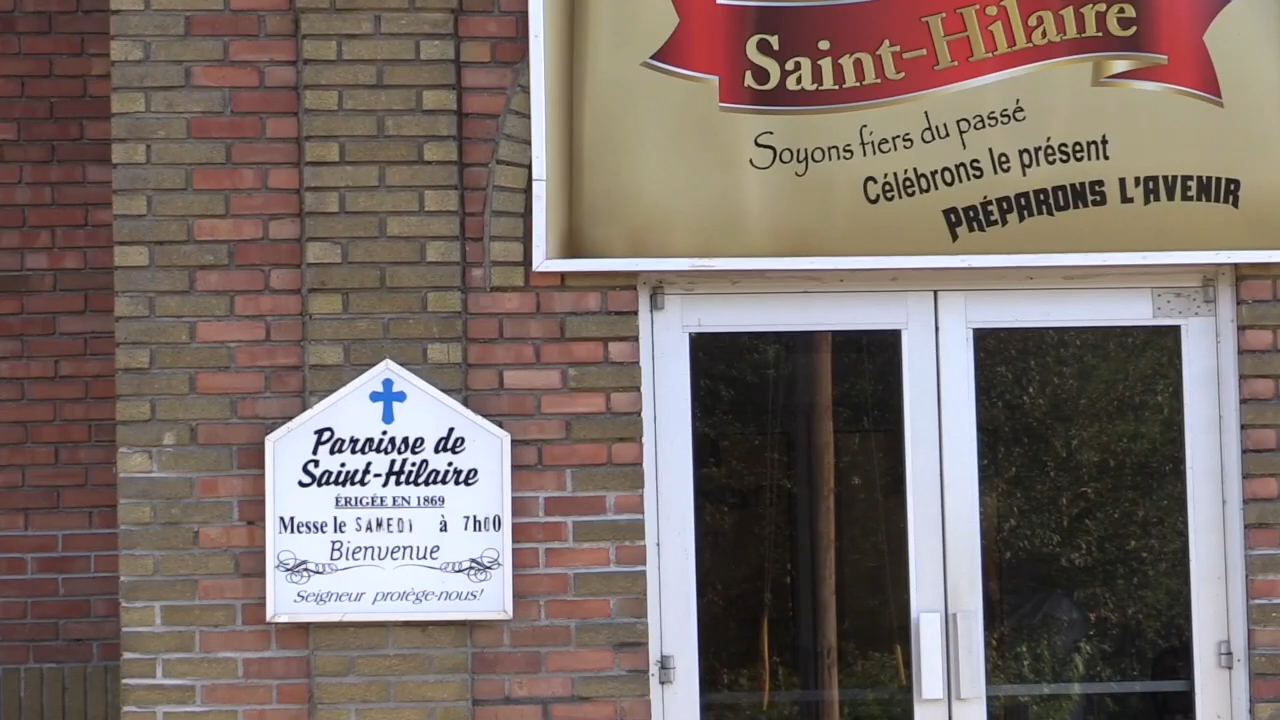 Saint-Hilaire
Soyons fiers du passé
Célébrons le présent
PRÉPARONS L'AVENIR
Paroisse de
Saint-Hilaire
ÉRIGÉE EN 1869
Messe le SAMEDI à 7h00
Bienvenue
Seigneur protège-nous!